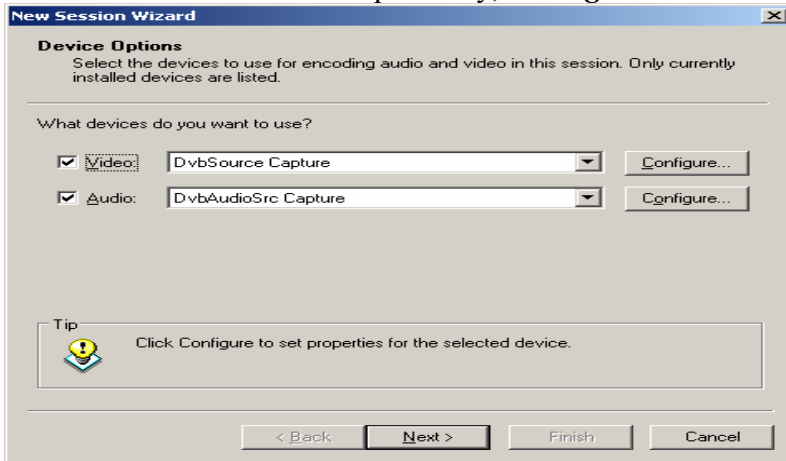 New Session Wizard
Device Options
Select the devices to use for encoding audio and video in this session. Only currently
installed devices are listed.
What devices do you want to use?
Video: DvbSource Capture Configure...
Audio: DvbAudioSrc Capture Configure...
Tip
Click Configure to set properties for the selected device.
< Back Next > Finish Cancel